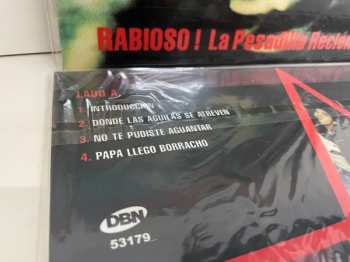 RABIOSO! La Pesadilla Recién
LADO A
1. INTRODUCCION
2. DONDE LAS AGUILAS SE ATREVEN
3. NO TE PUDISTE AGUANTAR
4. PAPA LLEGO BORRACHO
DBN
53179